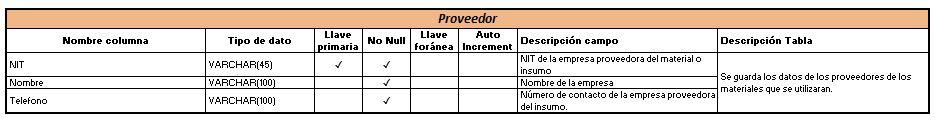 Proveedor
Nombre columna Tipo de dato Llave primaria No Null Llave foránea Auto Increment Descripción campo Descripción Tabla
NIT VARCHAR(45) ✓ ✓ NIT de la empresa proveedora del material o insumo Se guarda los datos de los proveedores de los materiales que se utilizaran.
Nombre VARCHAR(100) ✓ Nombre de la empresa
Telefono VARCHAR(100) ✓ Número de contacto de la empresa proveedora del insumo.